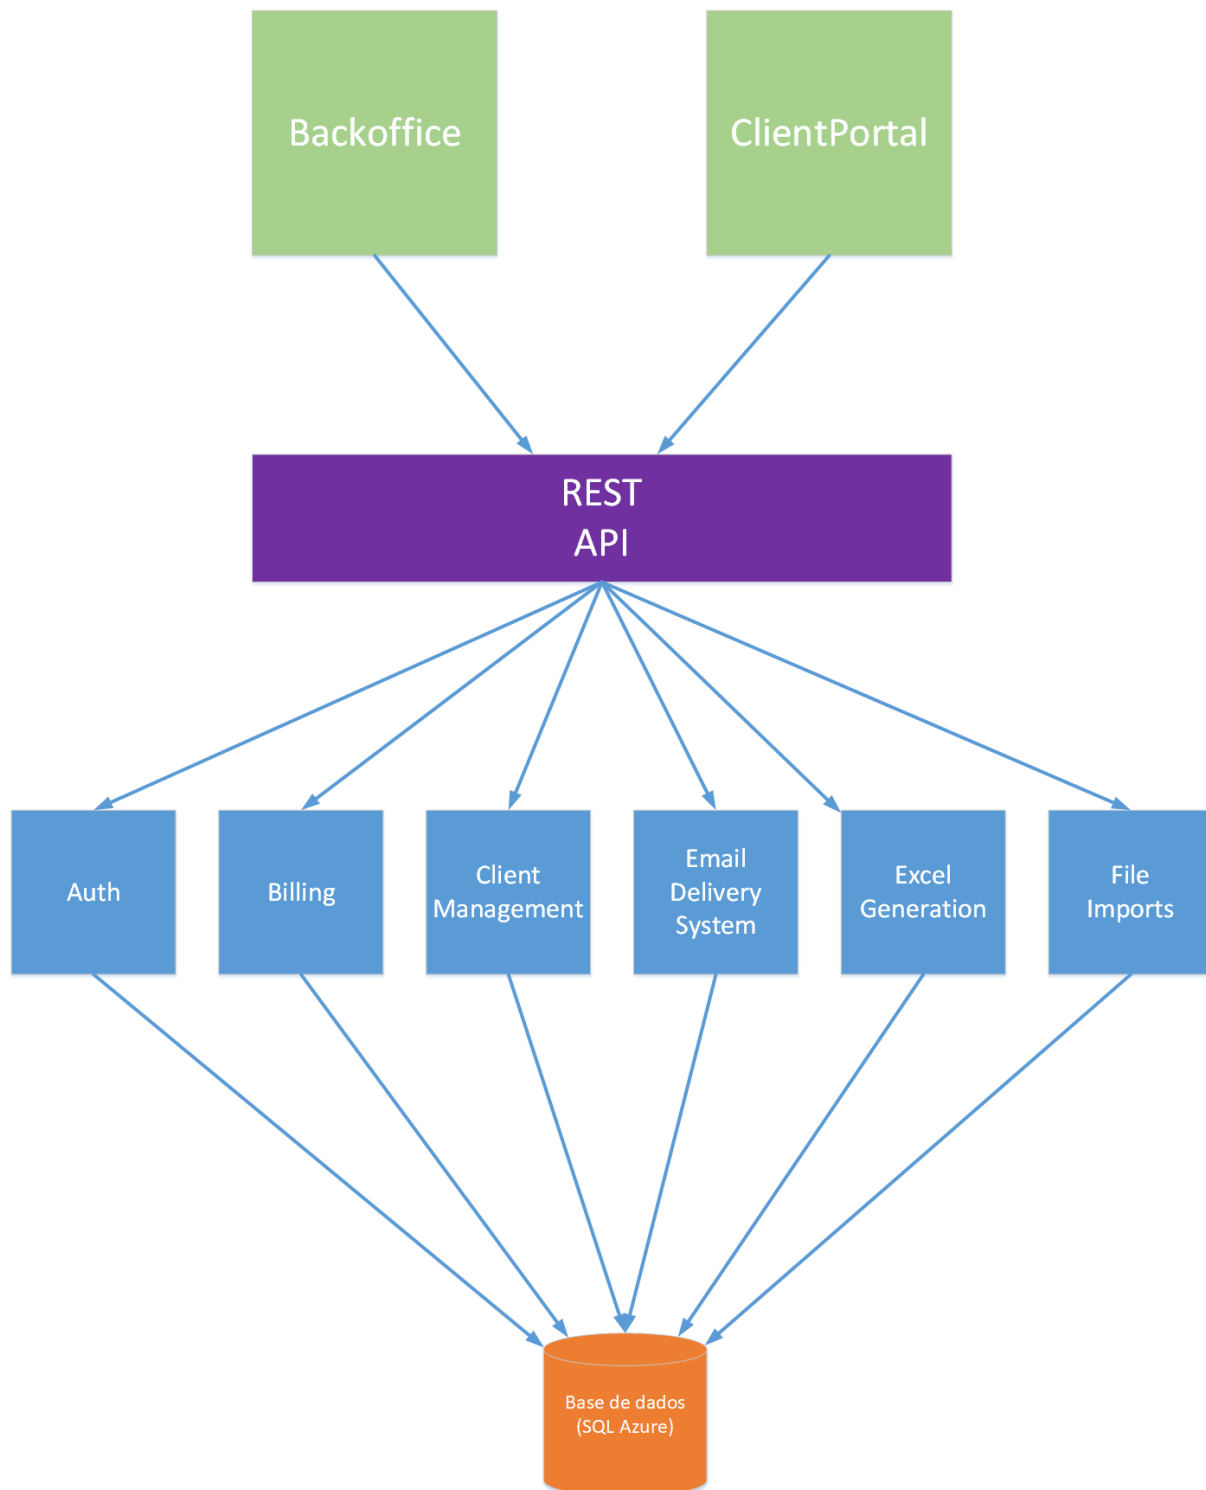 Backoffice
ClientPortal
REST
API
Auth
Billing
Client
Management
Email
Delivery
System
Excel
Generation
File
Imports
Base de dados
(SQL Azure)